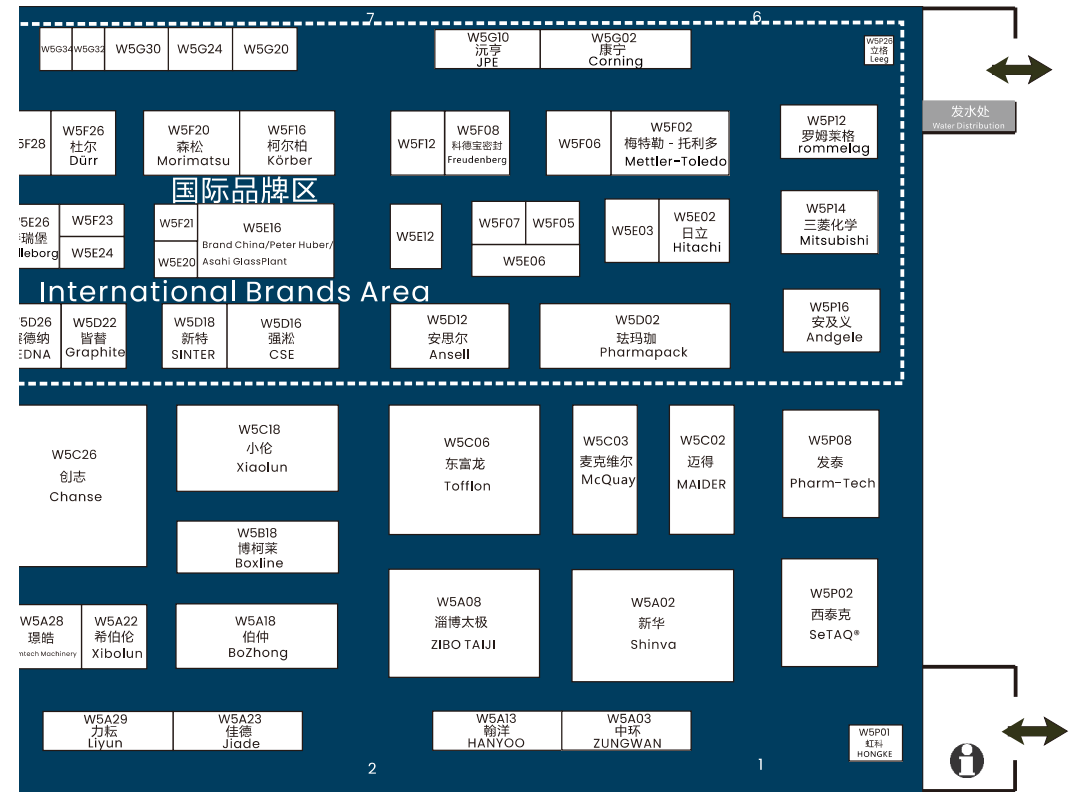 7
6
W5G34
W5G32
W5G30
W5G24
W5G20
W5G10
沅亨
JPE
W5G02
康宁
Corning
W5P26
立格
Leeg
发水处
Water Distribution
5F28
W5F26
杜尔
Dürr
W5F20
森松
Morimatsu
W5F16
柯尔柏
Körber
W5F12
W5F08
科德宝密封
Freudenberg
W5F06
W5F02
梅特勒 - 托利多
Mettler-Toledo
W5P12
罗姆莱格
rommelag
国际品牌区
5E26
瑞堡
lleborg
W5F23
W5E24
W5F21
W5E20
W5E16
Brand China/Peter Huber/
Asahi GlassPlant
W5E12
W5F07
W5F05
W5E06
W5E03
W5E02
日立
Hitachi
W5P14
三菱化学
Mitsubishi
International Brands Area
5D26
德纳
EDNA
W5D22
皆替
Graphite
W5D18
新特
SINTER
W5D16
强淞
CSE
W5D12
安思尔
Ansell
W5D02
珐玛珈
Pharmapack
W5P16
安及义
Andgele
W5C26
创志
Chanse
W5C18
小伦
Xiaolun
W5C06
东富龙
Tofflon
W5C03
麦克维尔
McQuay
W5C02
迈得
MAIDER
W5P08
发泰
Pharm-Tech
W5B18
博柯莱
Boxline
W5A28
璟皓
mtech Machinery
W5A22
希伯伦
Xibolun
W5A18
伯仲
BoZhong
W5A08
淄博太极
ZIBO TAIJI
W5A02
新华
Shinva
W5P02
西泰克
SeTAQ®
W5A29
力耘
Liyun
W5A23
佳德
Jiade
W5A13
翰洋
HANYOO
W5A03
中环
ZUNGWAN
W5P01
虹科
HONGKE
2
1